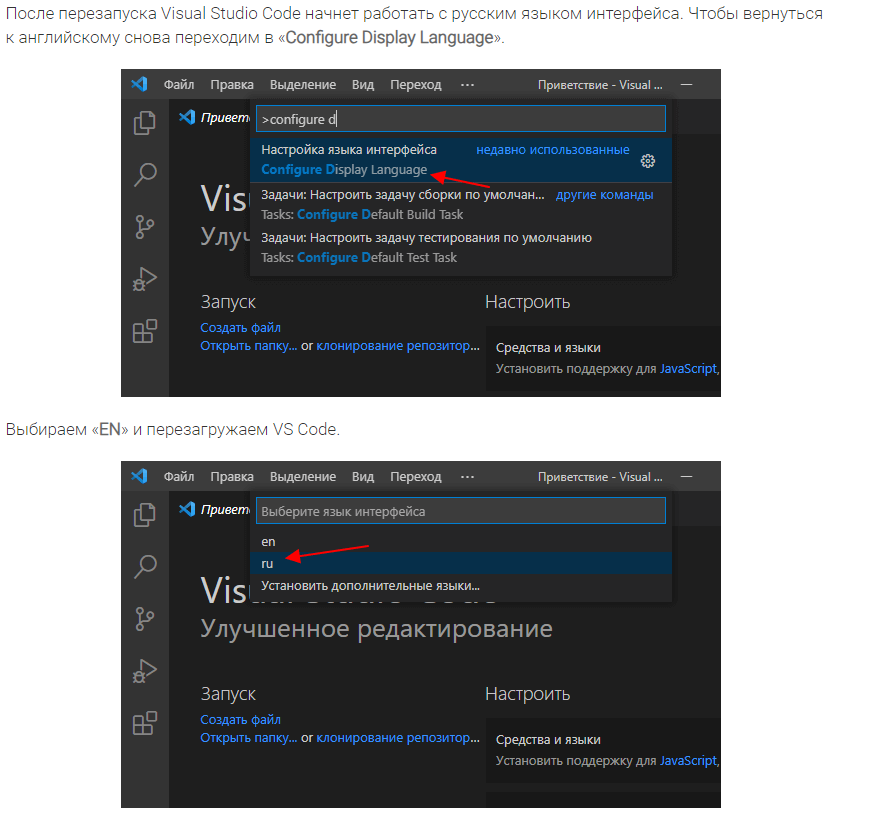 После перезапуска Visual Studio Code начнет работать с русским языком интерфейса. Чтобы вернуться
к английскому снова переходим в «Configure Display Language».
Файл Правка Выделение Вид Переход ··· Приветствие - Visual ...
>configure d
Настройка языка интерфейса недавно использованные
Configure Display Language
Задачи: Настроить задачу сборки по умолчан... другие команды
Tasks: Configure Default Build Task
Задачи: Настроить задачу тестирования по умолчанию
Tasks: Configure Default Test Task
Запуск Настроить
Создать файл
Открыть папку... or клонирование репозитор...
Средства и языки
Установить поддержку для JavaScript,
Выбираем «EN» и перезагружаем VS Code.
Файл Правка Выделение Вид Переход ··· Приветствие - Visual ...
Выберите язык интерфейса
en
ru
Установить дополнительные языки...
Улучшенное редактирование
Запуск Настроить
Создать файл
Открыть папку... or клонирование репозитор...
Средства и языки
Установить поддержку для JavaScript,